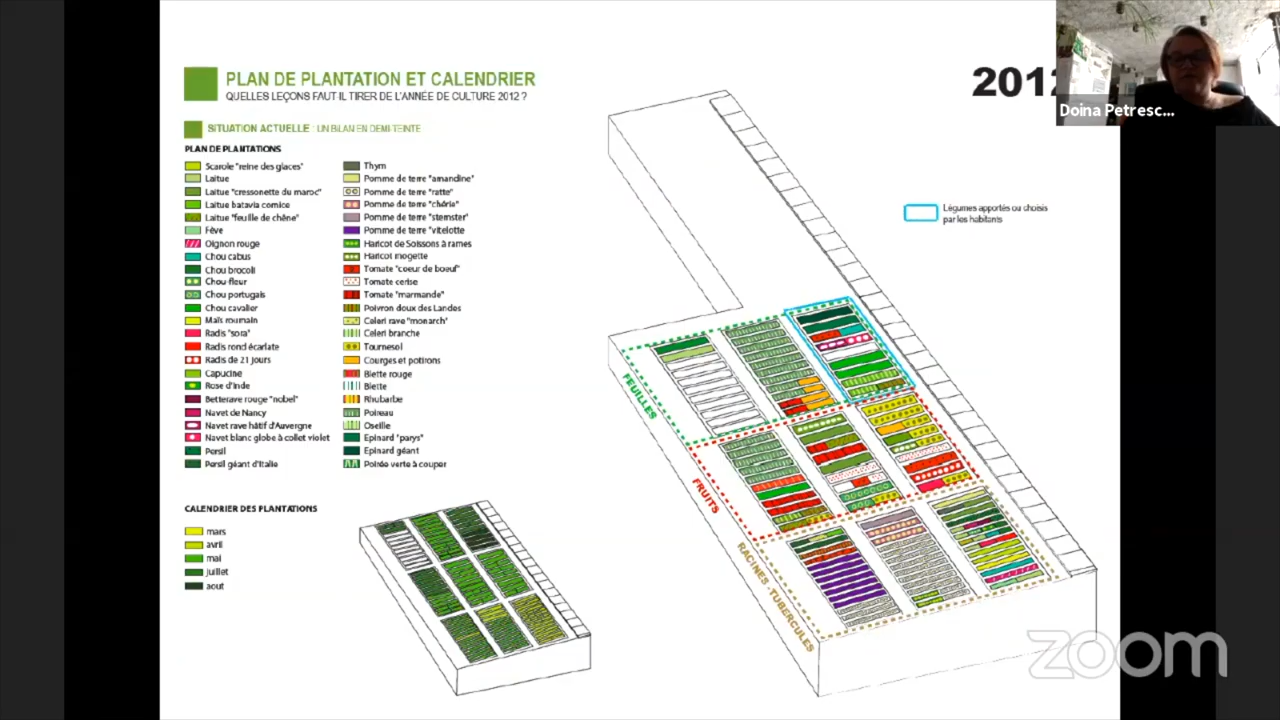 PLAN DE PLANTATION ET CALENDRIER
QUELLES LEÇONS FAUT-IL TIRER DE L'ANNÉE DE CULTURE 2012 ?
2012
Doina Petresc...
SITUATION ACTUELLE : UN BILAN EN DEMI-TEINTE
PLAN DE PLANTATIONS
Scarole "reine des glaces"
Laitue
Laitue "cressonette du maroc"
Laitue batavia comice
Laitue "feuille de chêne"
Fève
Oignon rouge
Chou cabus
Chou brocoli
Chou-fleur
Chou portugais
Chou cavalier
Maïs roumain
Radis "sora"
Radis rond écarlate
Radis de 21 jours
Capucine
Rose d'Inde
Betterave rouge "nobel"
Navet de Nancy
Navet rave hâtif d'Auvergne
Navet blanc globe à collet violet
Persil
Persil géant d'Italie
Thym
Pomme de terre "amandine"
Pomme de terre "ratte"
Pomme de terre "chérie"
Pomme de terre "stemster"
Pomme de terre "vitelotte
Haricot de Soissons à rames
Haricot mogette
Tomate "coeur de boeuf"
Tomate cerise
Tomate "marmande"
Poivron doux des Landes
Celeri rave "monarch"
Celeri branche
Tournesol
Courges et potirons
Blette rouge
Blette
Rhubarbe
Poireau
Oseille
Epinard "parys"
Epinard géant
Poirée verte à couper
Légumes apportés ou choisis
par les habitants
FEUILLES
FRUITS
RACINES - TUBERCULES
CALENDRIER DES PLANTATIONS
mars
avril
mai
juillet
aout
zoom